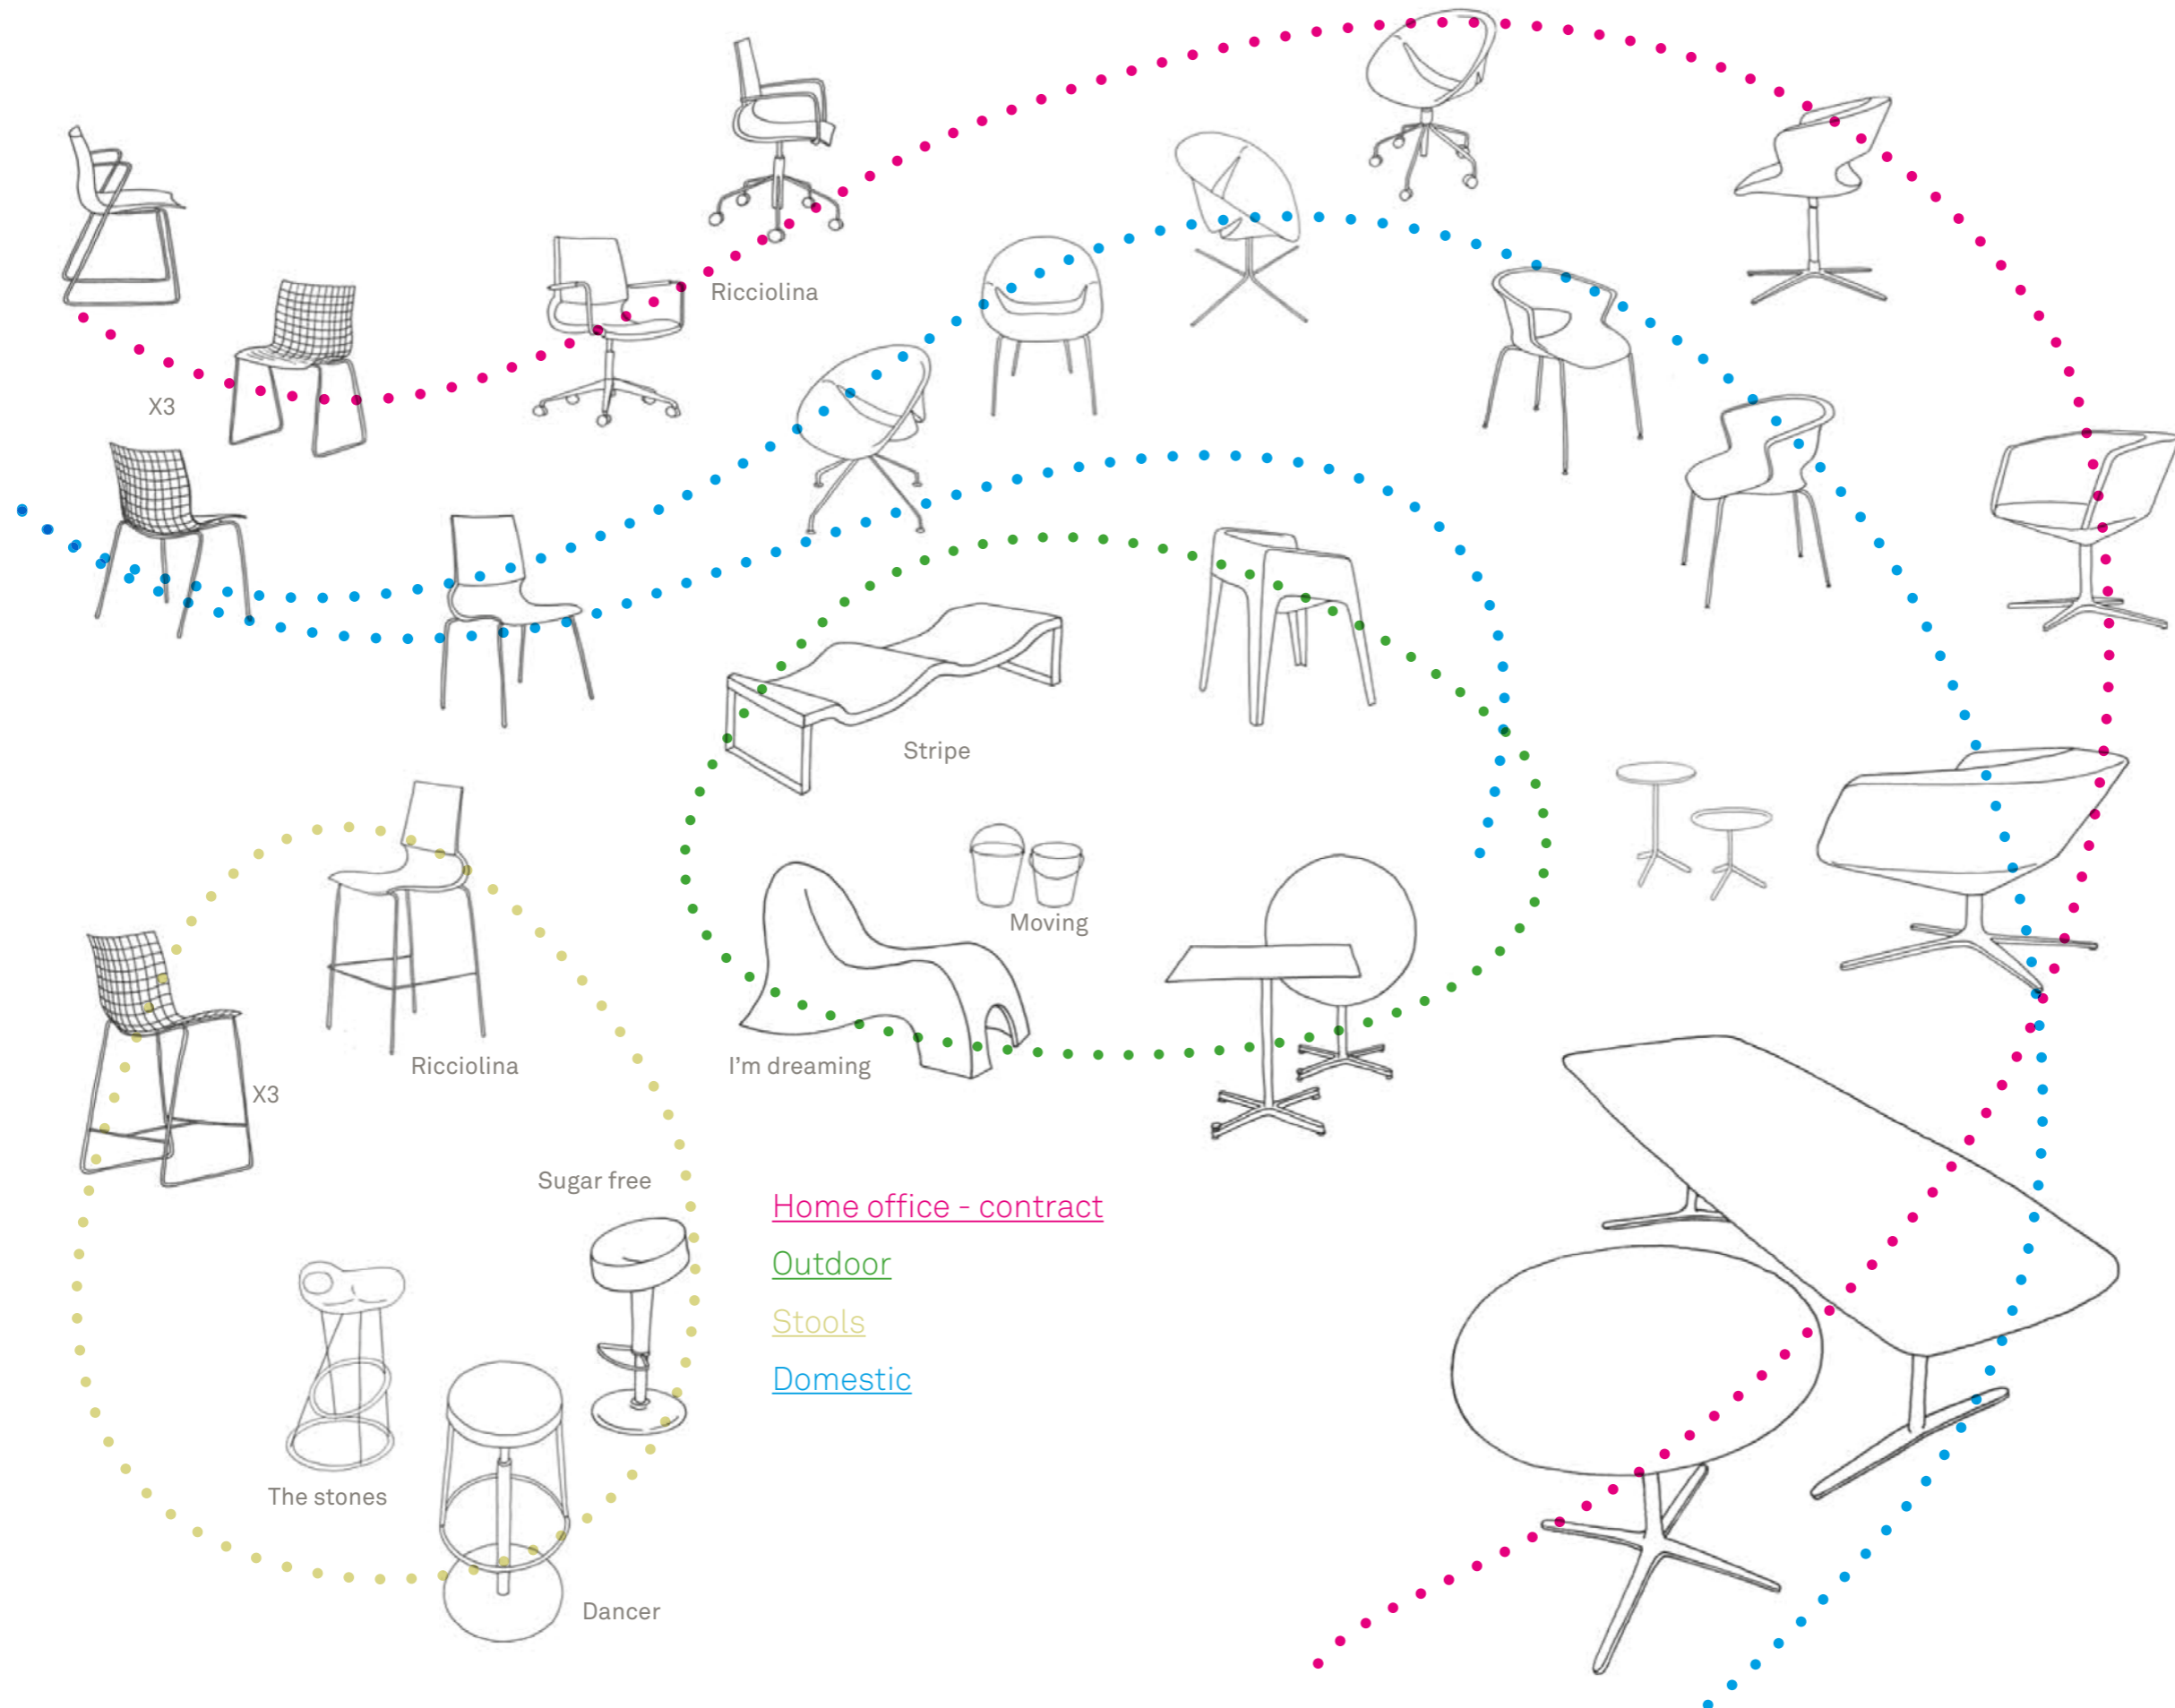 Ricciolina
X3
Stripe
Moving
I'm dreaming
Ricciolina
X3
Sugar free
Home office - contract
Outdoor
Stools
Domestic
The stones
Dancer